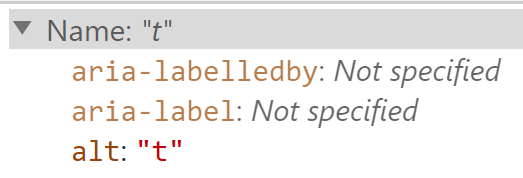 Name: "t"
aria-labelledby: Not specified
aria-label: Not specified
alt: "t"